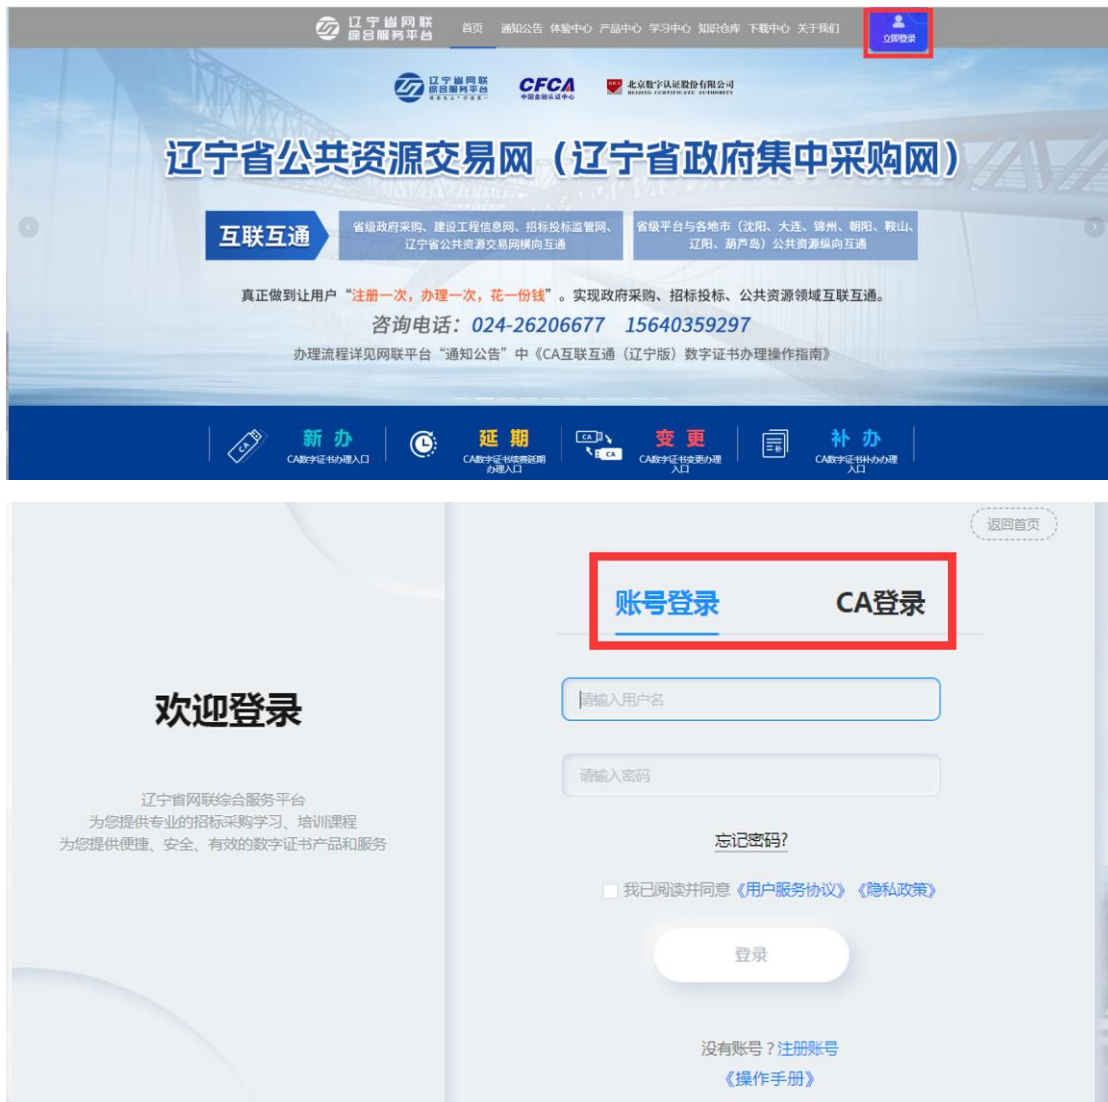 辽宁省网联
综合服务平台
首页 通知公告 体验中心 产品中心 学习中心 知识仓库 下载中心 关于我们
立即登录
辽宁省网联
综合服务平台
CFCA
中国金融认证中心
北京数字认证股份有限公司
BEIJING CERTIFICATE AUTHORITY
辽宁省公共资源交易网（辽宁省政府集中采购网）
互联互通
省级政府采购、建设工程信息网、招标投标监管网、
辽宁省公共资源交易网横向互通
省级平台与各地市（沈阳、大连、锦州、朝阳、鞍山、
辽阳、葫芦岛）公共资源纵向互通
真正做到让用户“注册一次，办理一次，花一份钱”。实现政府采购、招标投标、公共资源领域互联互通。
咨询电话：024-26206677 15640359297
办理流程详见网联平台“通知公告”中《CA互联互通（辽宁版）数字证书办理操作指南》
CA
新 办
CA数字证书办理入口
延 期
CA数字证书续费延期
办理入口
CA
CA
变 更
CA数字证书变更办理
入口
补
补 办
CA数字证书补办办理
入口
返回首页
账号登录 CA登录
欢迎登录
辽宁省网联综合服务平台
为您提供专业的招标采购学习、培训课程
为您提供便捷、安全、有效的数字证书产品和服务
请输入用户名
请输入密码
忘记密码?
我已阅读并同意《用户服务协议》《隐私政策》
登录
没有账号？注册账号
《操作手册》